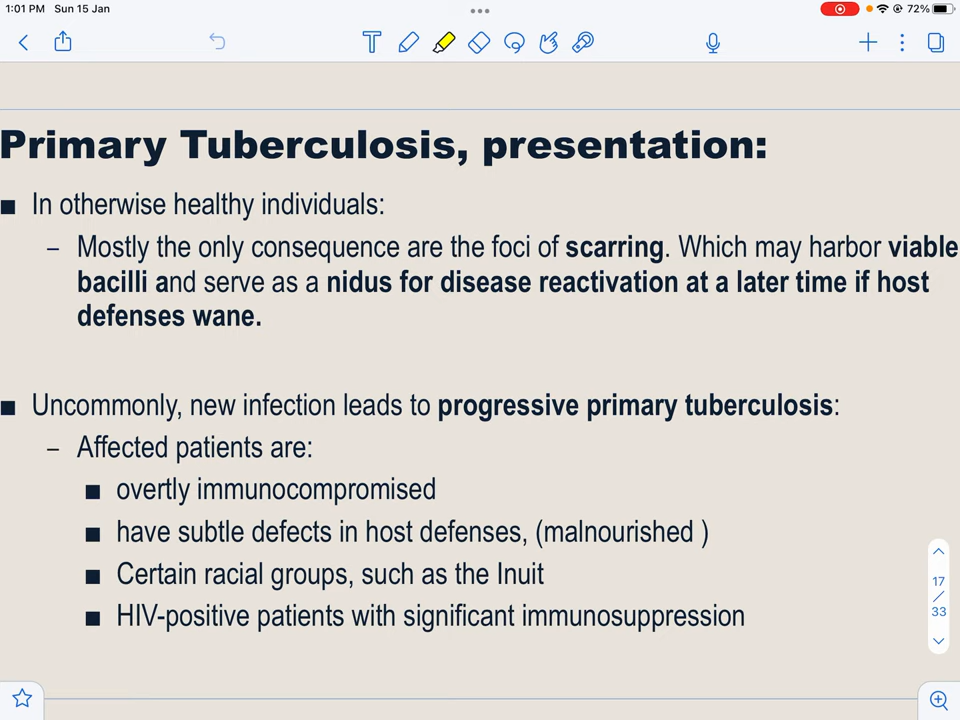 1:01 PM Sun 15 Jan
72%
T
Primary Tuberculosis, presentation:
■ In otherwise healthy individuals:
– Mostly the only consequence are the foci of scarring. Which may harbor viable
bacilli and serve as a nidus for disease reactivation at a later time if host
defenses wane.
■ Uncommonly, new infection leads to progressive primary tuberculosis:
– Affected patients are:
■ overtly immunocompromised
■ have subtle defects in host defenses, (malnourished )
■ Certain racial groups, such as the Inuit
■ HIV-positive patients with significant immunosuppression
17
/
33